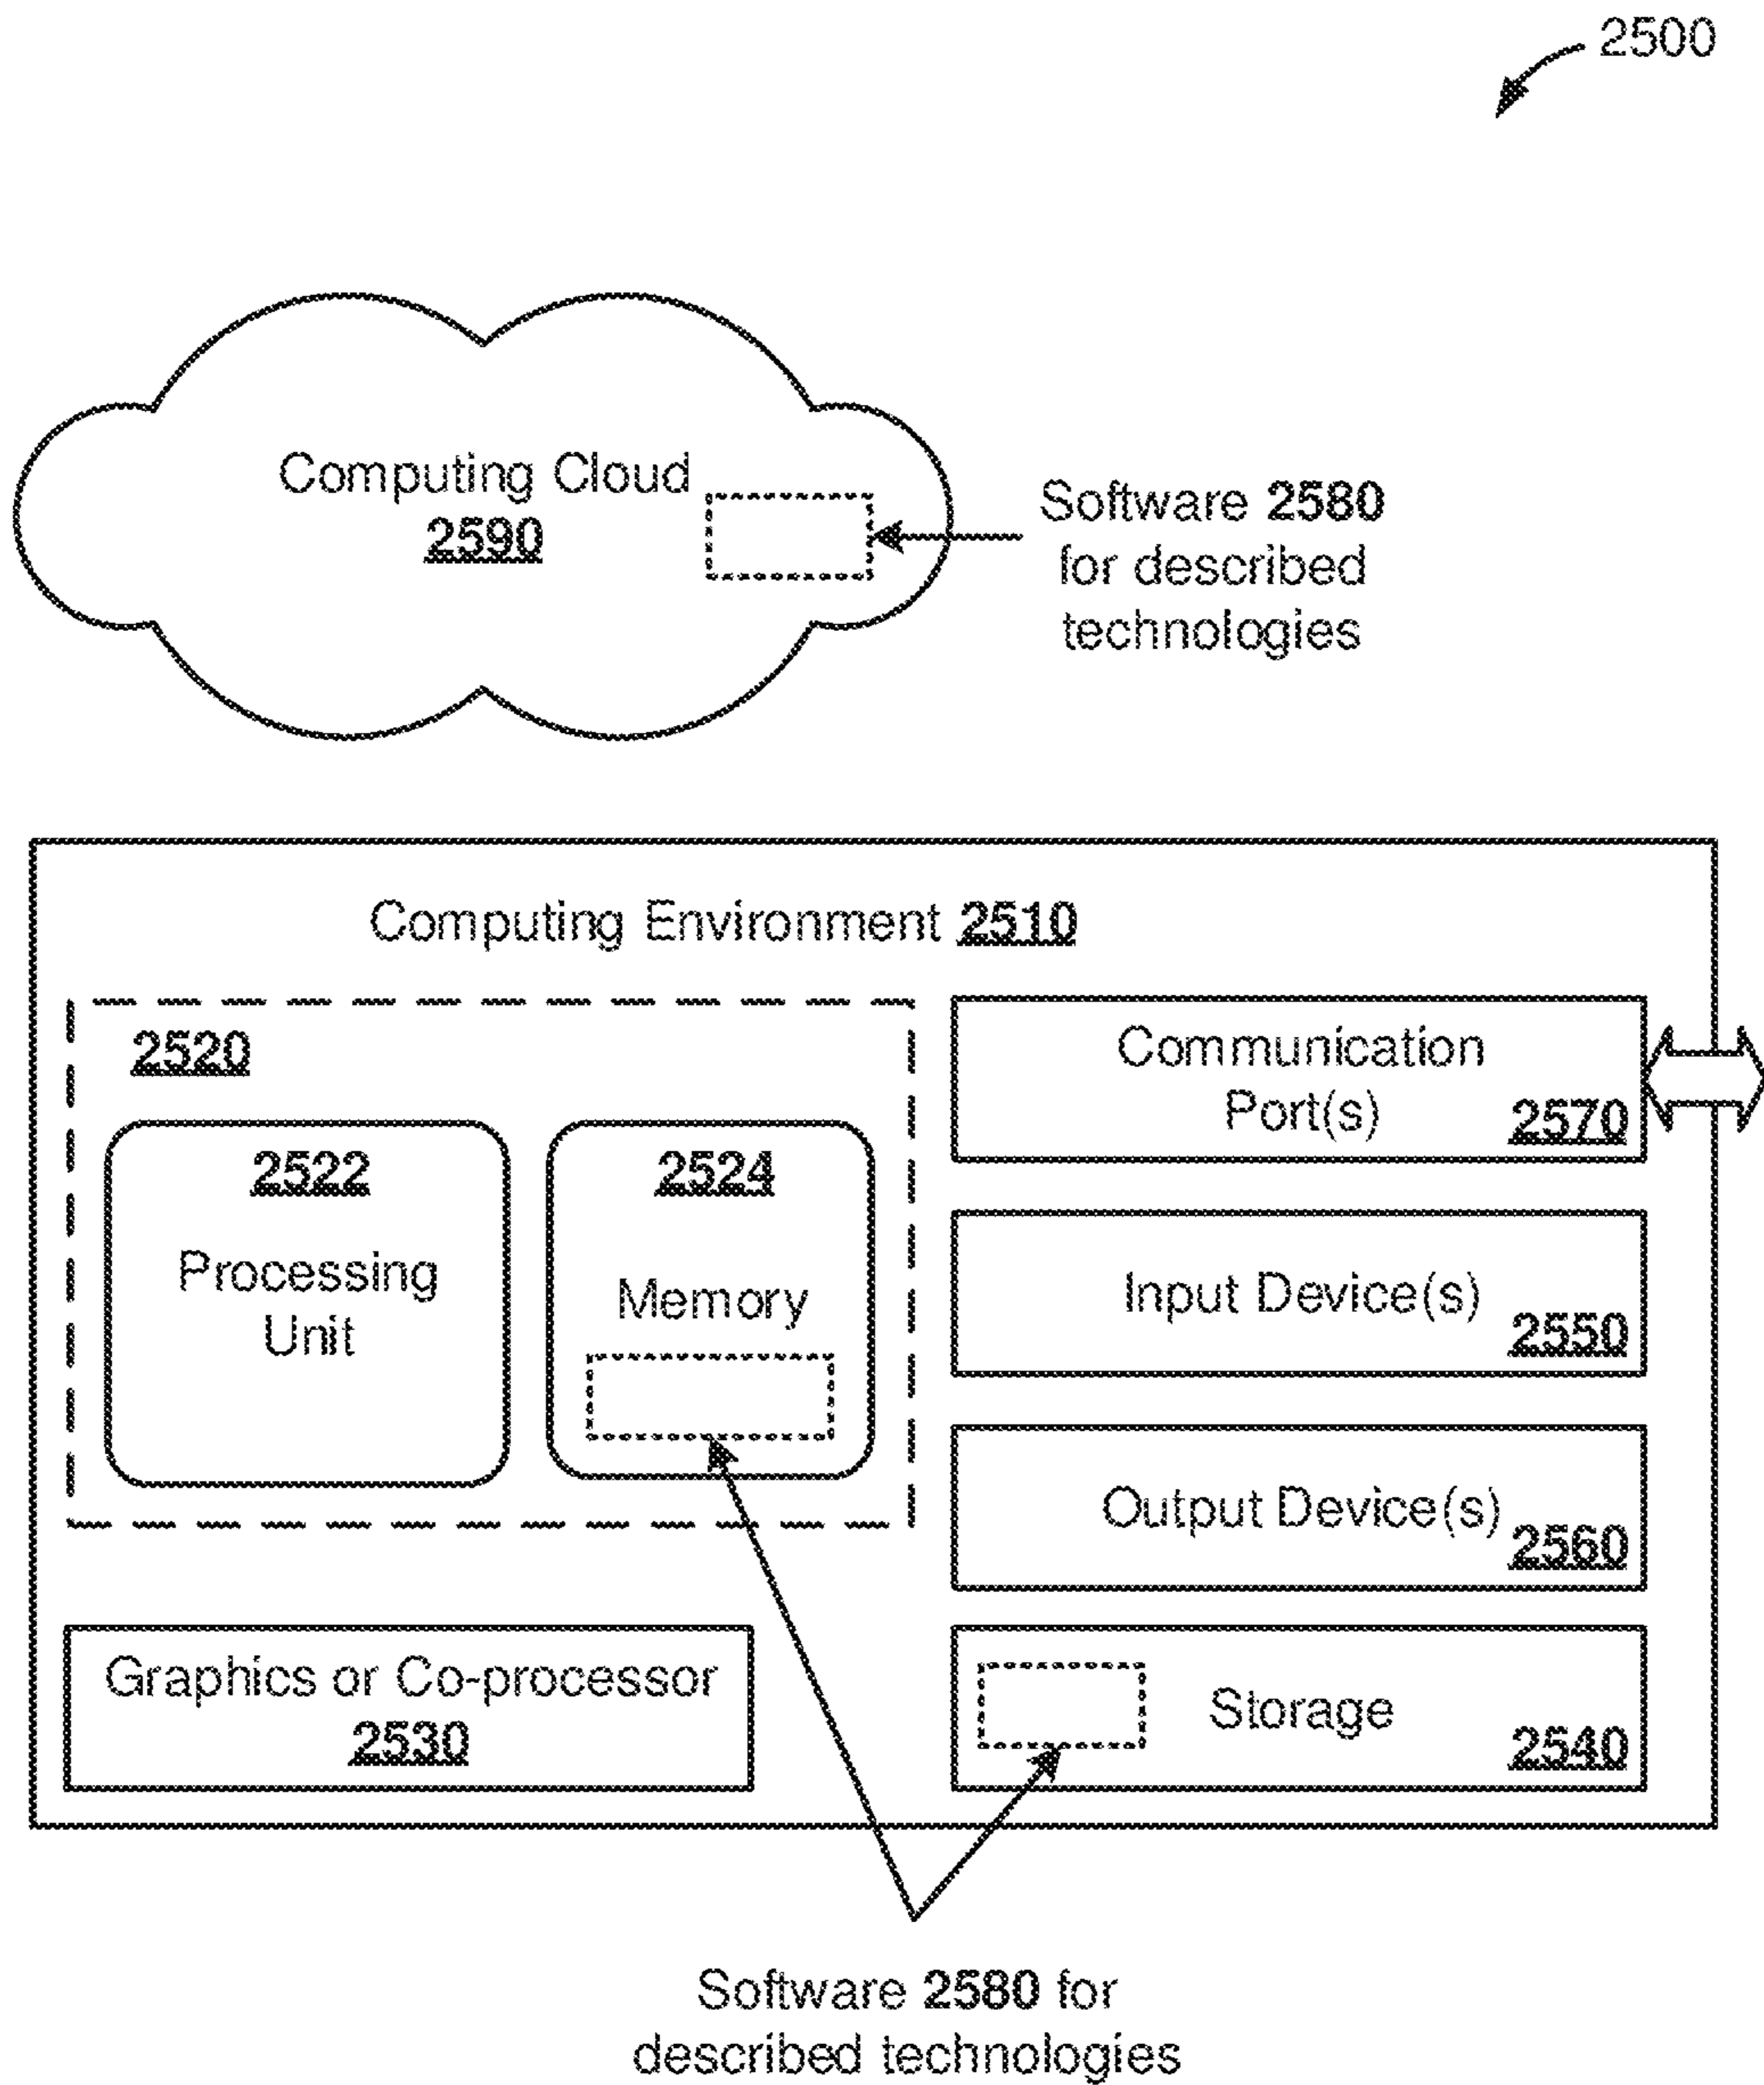 2500
Computing Cloud
2590
Software 2580
for described
technologies
Computing Environment 2510
2520
2522
Processing
Unit
2524
Memory
Communication
Port(s)
2570
Input Device(s)
2550
Output Device(s)
2560
Graphics or Co-processor
2530
Storage
2540
Software 2580 for
described technologies